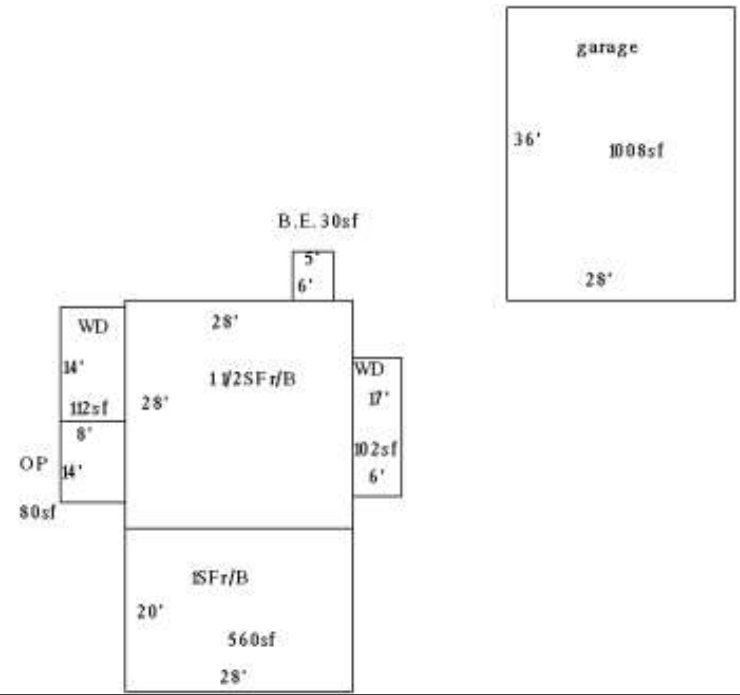 garage
36'
1008sf
28'
B.E. 30sf
5'
6'
WD
14'
112sf
8'
OP
14'
80sf
28'
1 1/2SFr/B
28'
WD
17'
102sf
6'
1SFr/B
20'
560sf
28'